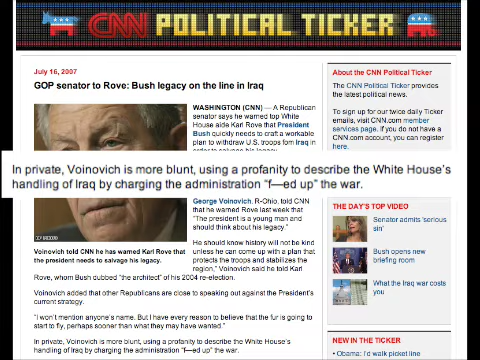 CNN POLITICAL TICKER
July 16, 2007
GOP senator to Rove: Bush legacy on the line in Iraq
WASHINGTON (CNN) — A Republican
senator says he warned top White
House aide Karl Rove that President
Bush quickly needs to craft a workable
plan to withdraw U.S. troops from Iraq in
order to salvage his legacy.
In private, Voinovich is more blunt, using a profanity to describe the White House's
handling of Iraq by charging the administration "f—ed up" the war.
George Voinovich, R-Ohio, told CNN
that he warned Rove last week that
"The president is a young man and
should think about his legacy."
He should know history will not be kind
unless he can come up with a plan that
protects the troops and stabilizes the
region," Voinovich said he told Karl
Rove, whom Bush dubbed "the architect" of his 2004 re-election.
Voinovich told CNN he has warned Karl Rove that
the president needs to salvage his legacy.
Voinovich added that other Republicans are close to speaking out against the President's
current strategy.
"I won't mention anyone's name. But I have every reason to believe that the fur is going to
start to fly, perhaps sooner than what they may have wanted."
In private, Voinovich is more blunt, using a profanity to describe the White House's
handling of Iraq by charging the administration "f—ed up" the war.
About the CNN Political Ticker
The CNN Political Ticker provides
the latest political news.
To sign up for our twice daily Ticker
emails, visit CNN.com member
services page. If you do not have a
CNN.com account, you can register
here.
THE DAY'S TOP VIDEO
Senator admits 'serious
sin'
Bush opens new
briefing room
What the Iraq war costs
you
NEW IN THE TICKER
• Obama: I'd walk picket line